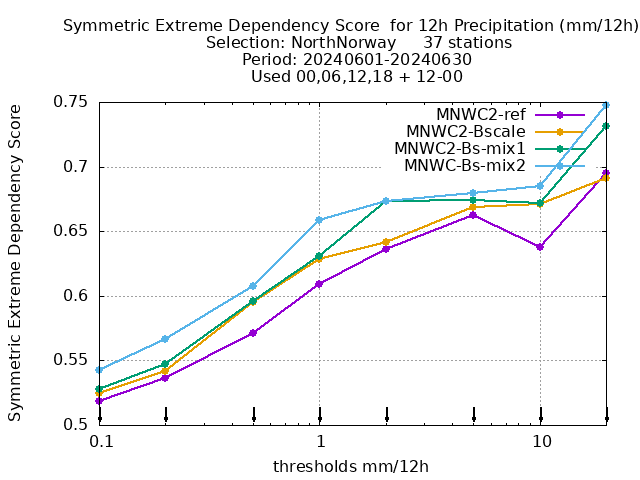 Symmetric Extreme Dependency Score  for 12h Precipitation (mm/12h)
Selection: NorthNorway     37 stations
Period: 20240601-20240630
Used 00,06,12,18 + 12-00
Symmetric Extreme Dependency Score
0.75
0.7
0.65
0.6
0.55
0.5
MNWC2-ref
MNWC2-Bscale
MNWC2-Bs-mix1
MNWC-Bs-mix2
0.1
1
10
thresholds mm/12h